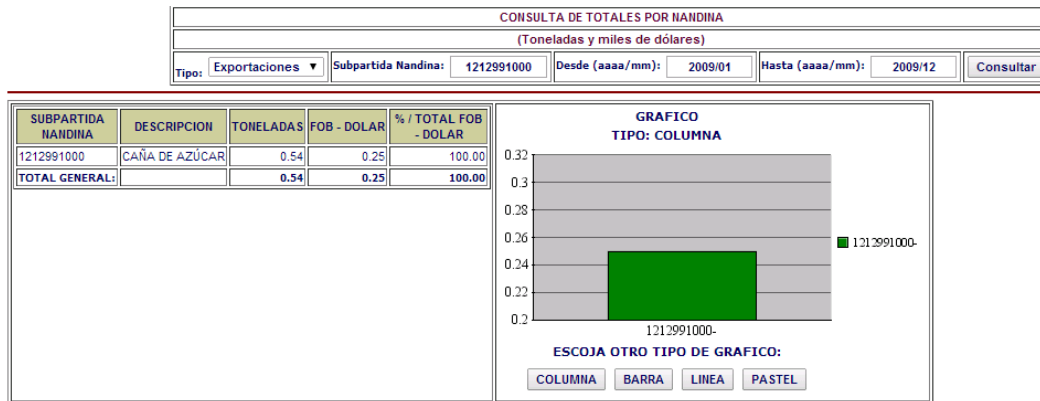 CONSULTA DE TOTALES POR NANDINA
(Toneladas y miles de dólares)
Tipo: Exportaciones ▼ Subpartida Nandina: 1212991000 Desde (aaaa/mm): 2009/01 Hasta (aaaa/mm): 2009/12 Consultar
SUBPARTIDA NANDINA DESCRIPCION TONELADAS FOB - DOLAR % / TOTAL FOB - DOLAR
1212991000 CAÑA DE AZÚCAR 0.54 0.25 100.00
TOTAL GENERAL: 0.54 0.25 100.00
GRAFICO
TIPO: COLUMNA
0.32
0.3
0.28
0.26
0.24
0.22
0.2
1212991000-
1212991000-
ESCOJA OTRO TIPO DE GRAFICO:
COLUMNA BARRA LINEA PASTEL